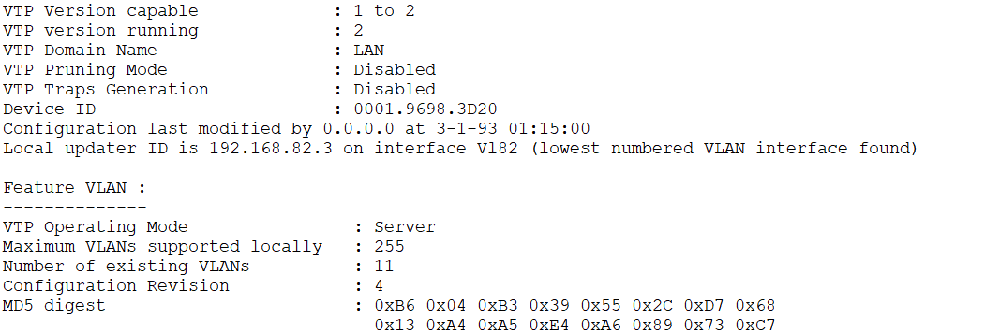 VTP Version capable : 1 to 2
VTP version running : 2
VTP Domain Name : LAN
VTP Pruning Mode : Disabled
VTP Traps Generation : Disabled
Device ID : 0001.9698.3D20
Configuration last modified by 0.0.0.0 at 3-1-93 01:15:00
Local updater ID is 192.168.82.3 on interface Vl82 (lowest numbered VLAN interface found)
Feature VLAN :
--------------
VTP Operating Mode : Server
Maximum VLANs supported locally : 255
Number of existing VLANs : 11
Configuration Revision : 4
MD5 digest : 0xB6 0x04 0xB3 0x39 0x55 0x2C 0xD7 0x68
0x13 0xA4 0xA5 0xE4 0xA6 0x89 0x73 0xC7